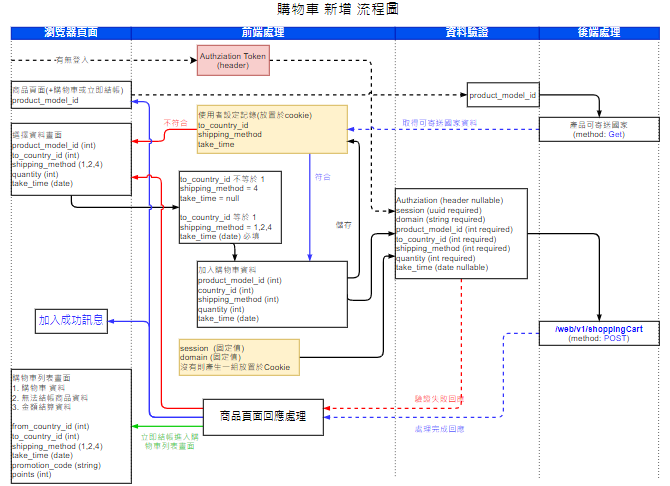 購物車 新增 流程圖
瀏覽器頁面
前端處理
資料驗證
後端處理
有無登入
Authziation Token
(header)
商品頁面(+購物車或立即結帳)
product_model_id
product_model_id
使用者設定記錄(放置於cookie)
to_country_id
shipping_method
take_time
不符合
取得可寄送國家資料
產品可寄送國家
(method: Get)
選擇資料畫面
product_model_id (int)
to_country_id (int)
shipping_method (1,2,4)
quantity (int)
take_time (date)
符合
to_country_id 不等於 1
shipping_method = 4
take_time = null
to_country_id 等於 1
shipping_method = 1,2,4
take_time (date) 必填
儲存
Authziation (header nullable)
session (uuid required)
domain (string required)
product_model_id (int required)
to_country_id (int required)
shipping_method (int required)
quantity (int required)
take_time (date nullable)
加入購物車資料
product_model_id (int)
country_id (int)
shipping_method (int)
quantity (int)
take_time (date)
加入成功訊息
/web/v1/shoppingCart
(method: POST)
session (固定值)
domain (固定值)
沒有則產生一組放置於Cookie
購物車列表畫面
1. 購物車 資料
2. 無法結帳商品資料
3. 金額結算資料
from_country_id (int)
to_country_id (int)
shipping_method (1,2,4)
take_time (date)
promotion_code (string)
points (int)
商品頁面回應處理
驗證失敗回應
處理完成回應
立即結帳進入購
物車列表畫面